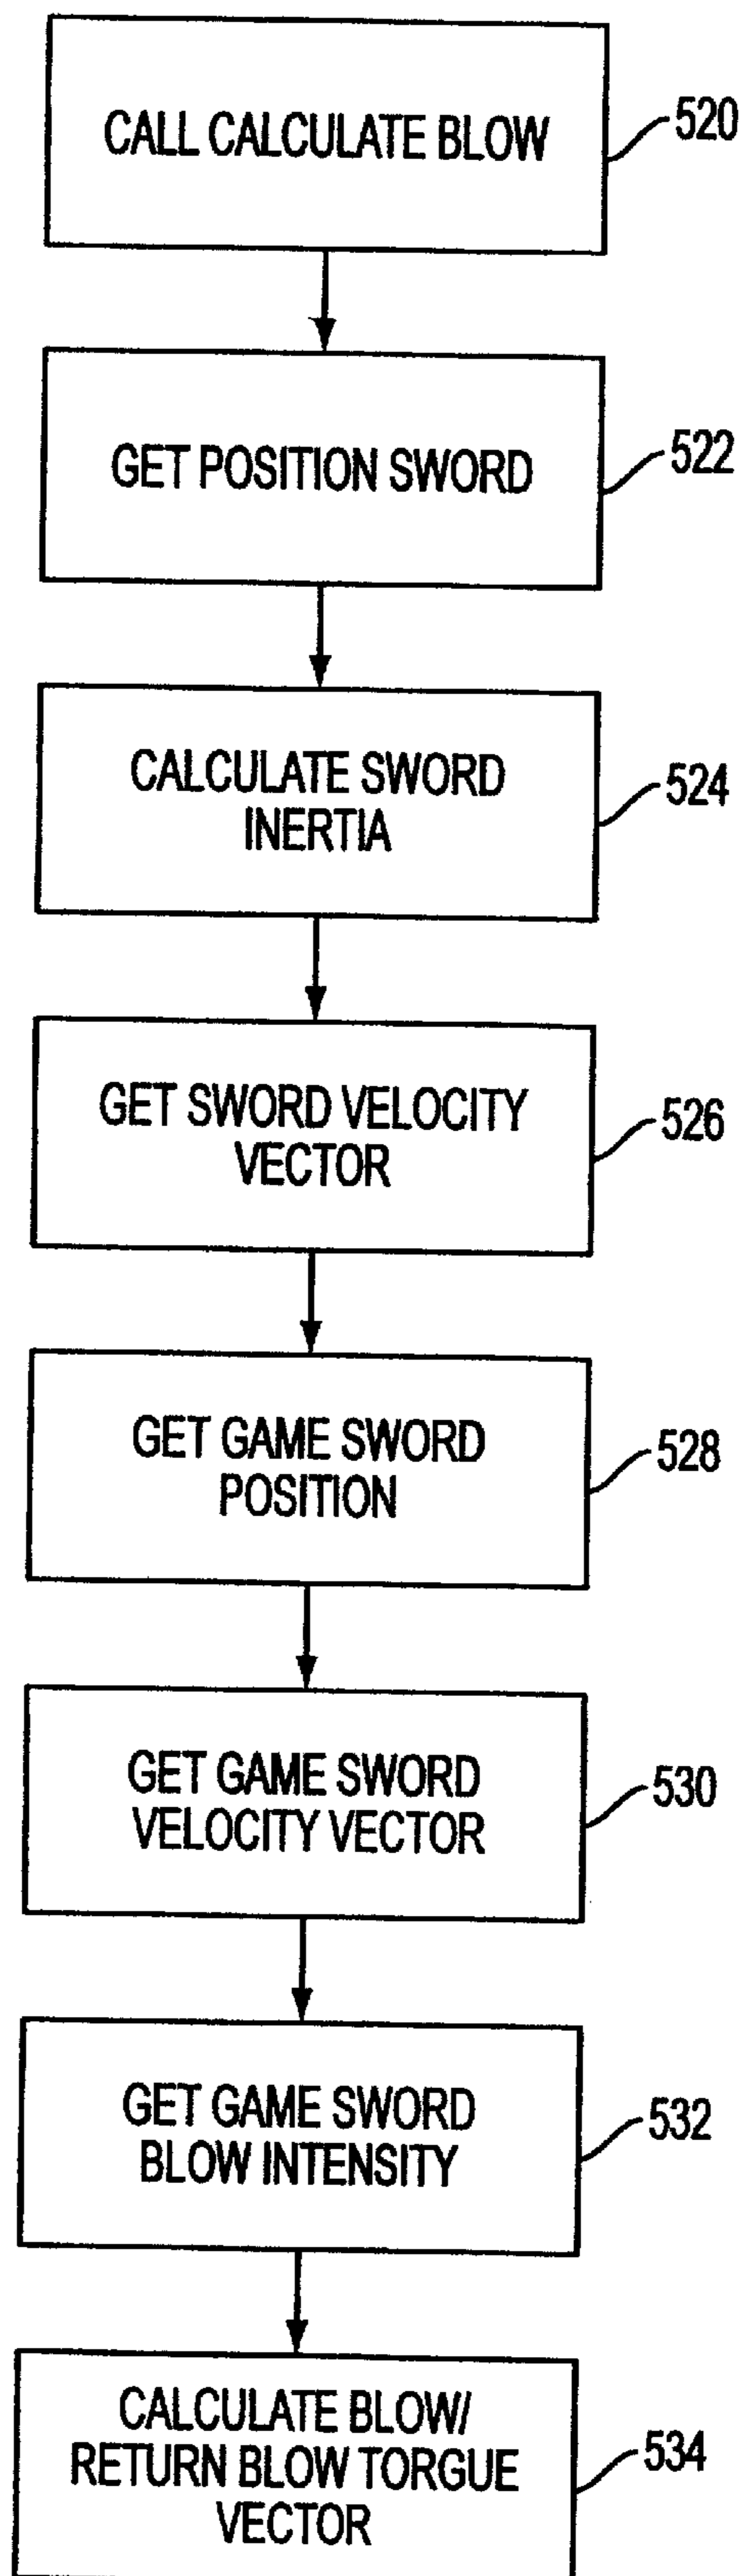 CALL CALCULATE BLOW
520
GET POSITION SWORD
522
CALCULATE SWORD
INERTIA
524
GET SWORD VELOCITY
VECTOR
526
GET GAME SWORD
POSITION
528
GET GAME SWORD
VELOCITY VECTOR
530
GET GAME SWORD
BLOW INTENSITY
532
CALCULATE BLOW/
RETURN BLOW TORGUE
VECTOR
534